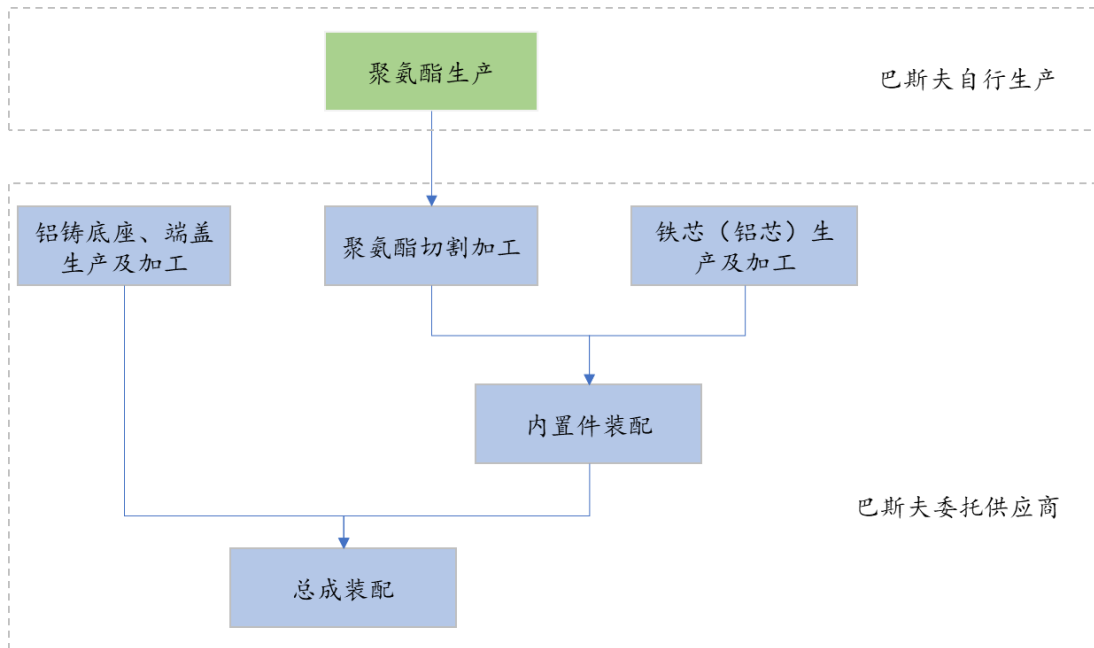 聚氨酯生产
巴斯夫自行生产
铝铸底座、端盖
生产及加工
聚氨酯切割加工
铁芯（铝芯）生
产及加工
内置件装配
巴斯夫委托供应商
总成装配